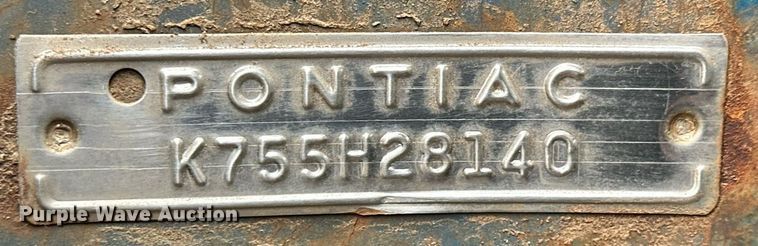 PONTIAC
K755H28140
Purple Wave Auction